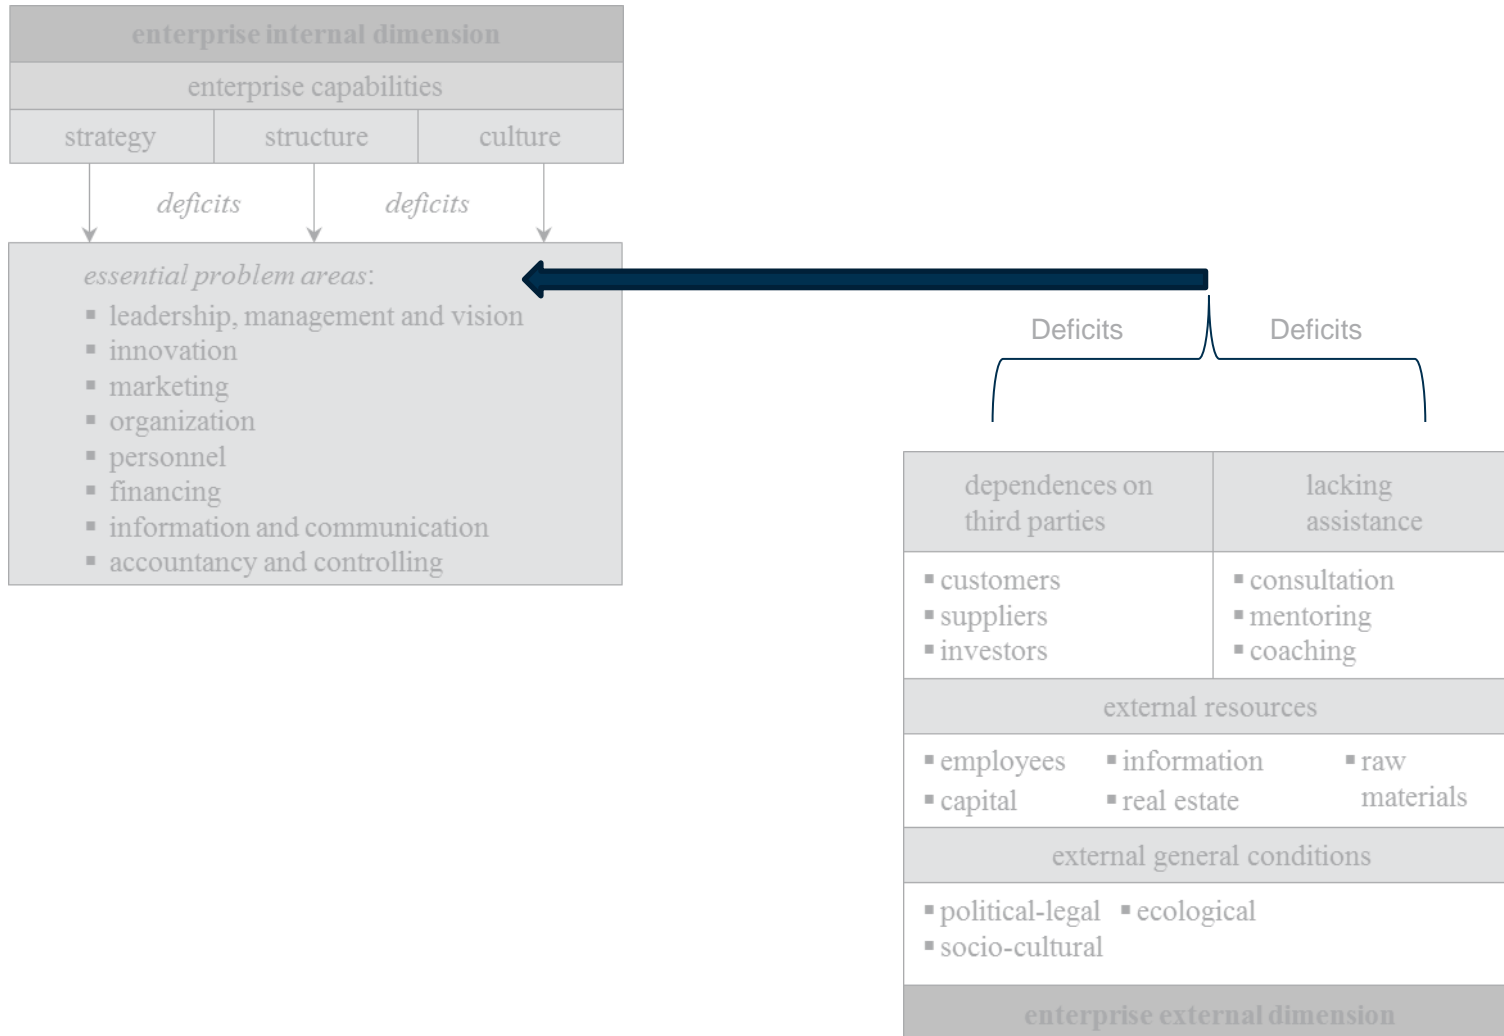 enterprise internal dimension
enterprise capabilities
strategy structure culture
deficits deficits
essential problem areas:
▪ leadership, management and vision
▪ innovation
▪ marketing
▪ organization
▪ personnel
▪ financing
▪ information and communication
▪ accountancy and controlling
Deficits Deficits
dependences on
third parties
lacking
assistance
▪ customers
▪ suppliers
▪ investors
▪ consultation
▪ mentoring
▪ coaching
external resources
▪ employees ▪ information ▪ raw
▪ capital ▪ real estate materials
external general conditions
▪ political-legal ▪ ecological
▪ socio-cultural
enterprise external dimension